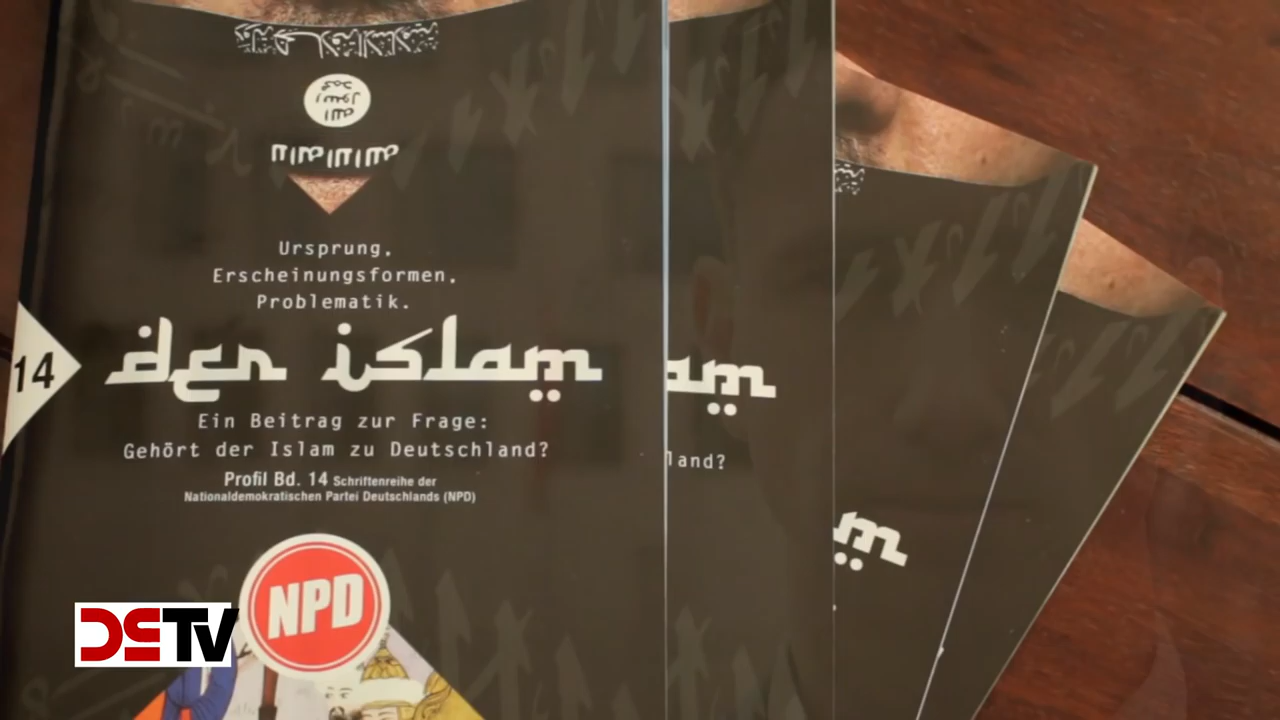 Ursprung,
Erscheinungsformen,
Problematik.
14
der islam
Ein Beitrag zur Frage:
Gehört der Islam zu Deutschland?
Profil Bd. 14 Schriftenreihe der
Nationaldemokratischen Partei Deutschlands (NPD)
NPD
am
land?
m
DSTV